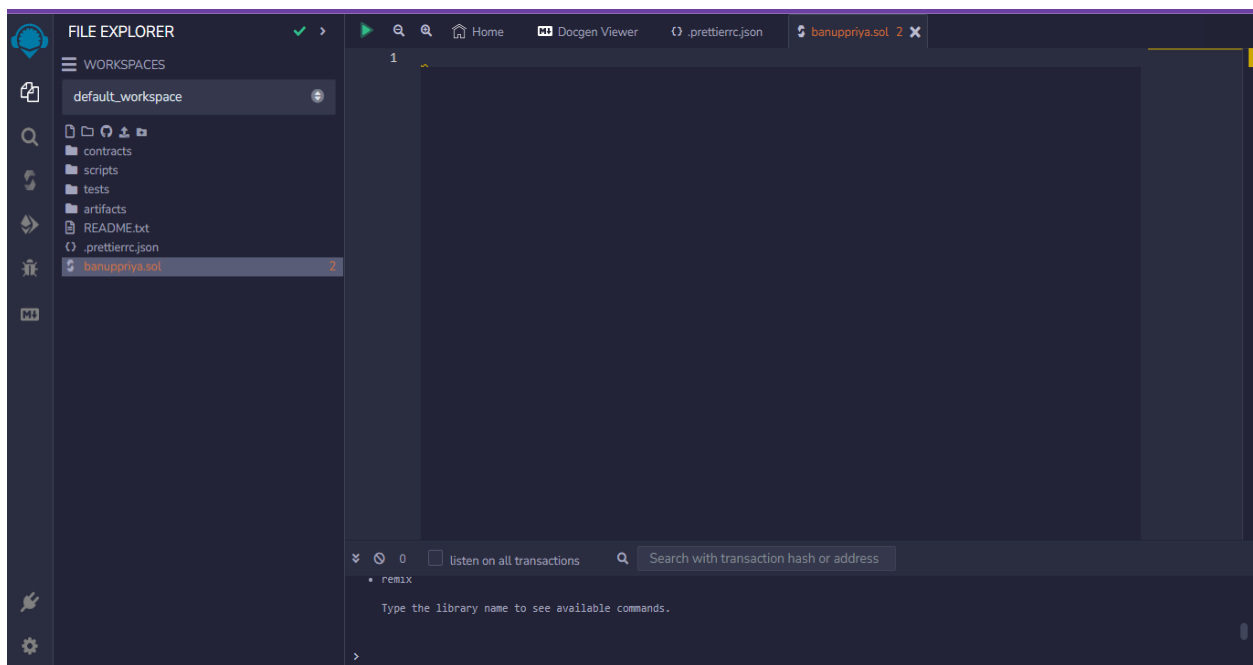 FILE EXPLORER
WORKSPACES
default_workspace
contracts
scripts
tests
artifacts
README.txt
{} .prettierrc.json
banuppriya.sol 2
Home
Docgen Viewer
{} .prettierrc.json
banuppriya.sol 2
1
0 listen on all transactions Search with transaction hash or address
• remix
Type the library name to see available commands.
>